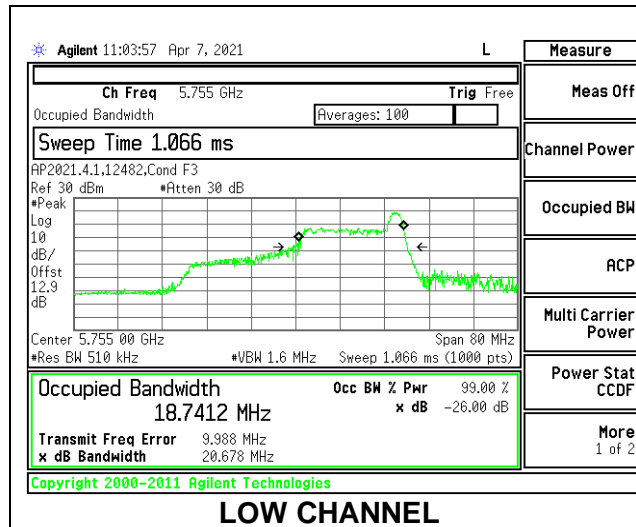 Agilent 11:03:57 Apr 7, 2021 L
Measure
Ch Freq 5.755 GHz Trig Free
Meas Off
Occupied Bandwidth Averages: 100
Sweep Time 1.066 ms
Channel Power
AP2021.4.1,12482,Cond F3
Ref 30 dBm #Atten 30 dB
#Peak
Log
10
dB/
Offst
12.9
dB
Occupied BW
ACP
Multi Carrier
Power
Center 5.755 00 GHz Span 80 MHz
#Res BW 510 kHz #VBW 1.6 MHz Sweep 1.066 ms (1000 pts)
Power Stat
CCDF
Occupied Bandwidth Occ BW % Pwr 99.00 %
18.7412 MHz x dB -26.00 dB
Transmit Freq Error 9.988 MHz
x dB Bandwidth 20.678 MHz
More
1 of 2
Copyright 2000-2011 Agilent Technologies
LOW CHANNEL